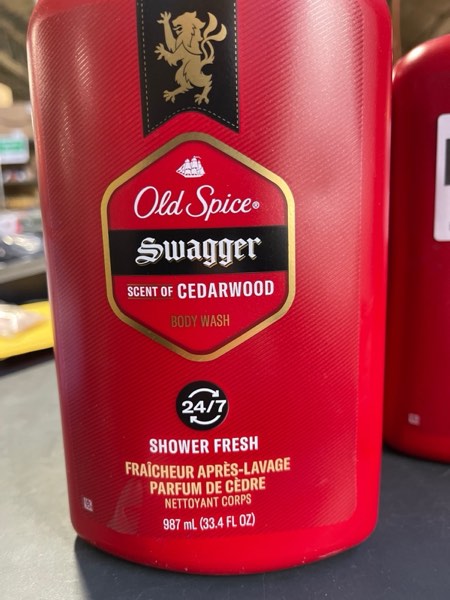 Old Spice®
Swagger
SCENT OF CEDARWOOD
BODY WASH
24/7
SHOWER FRESH
FRAÎCHEUR APRÈS-LAVAGE
PARFUM DE CÈDRE
NETTOYANT CORPS
987 mL (33.4 FL OZ)